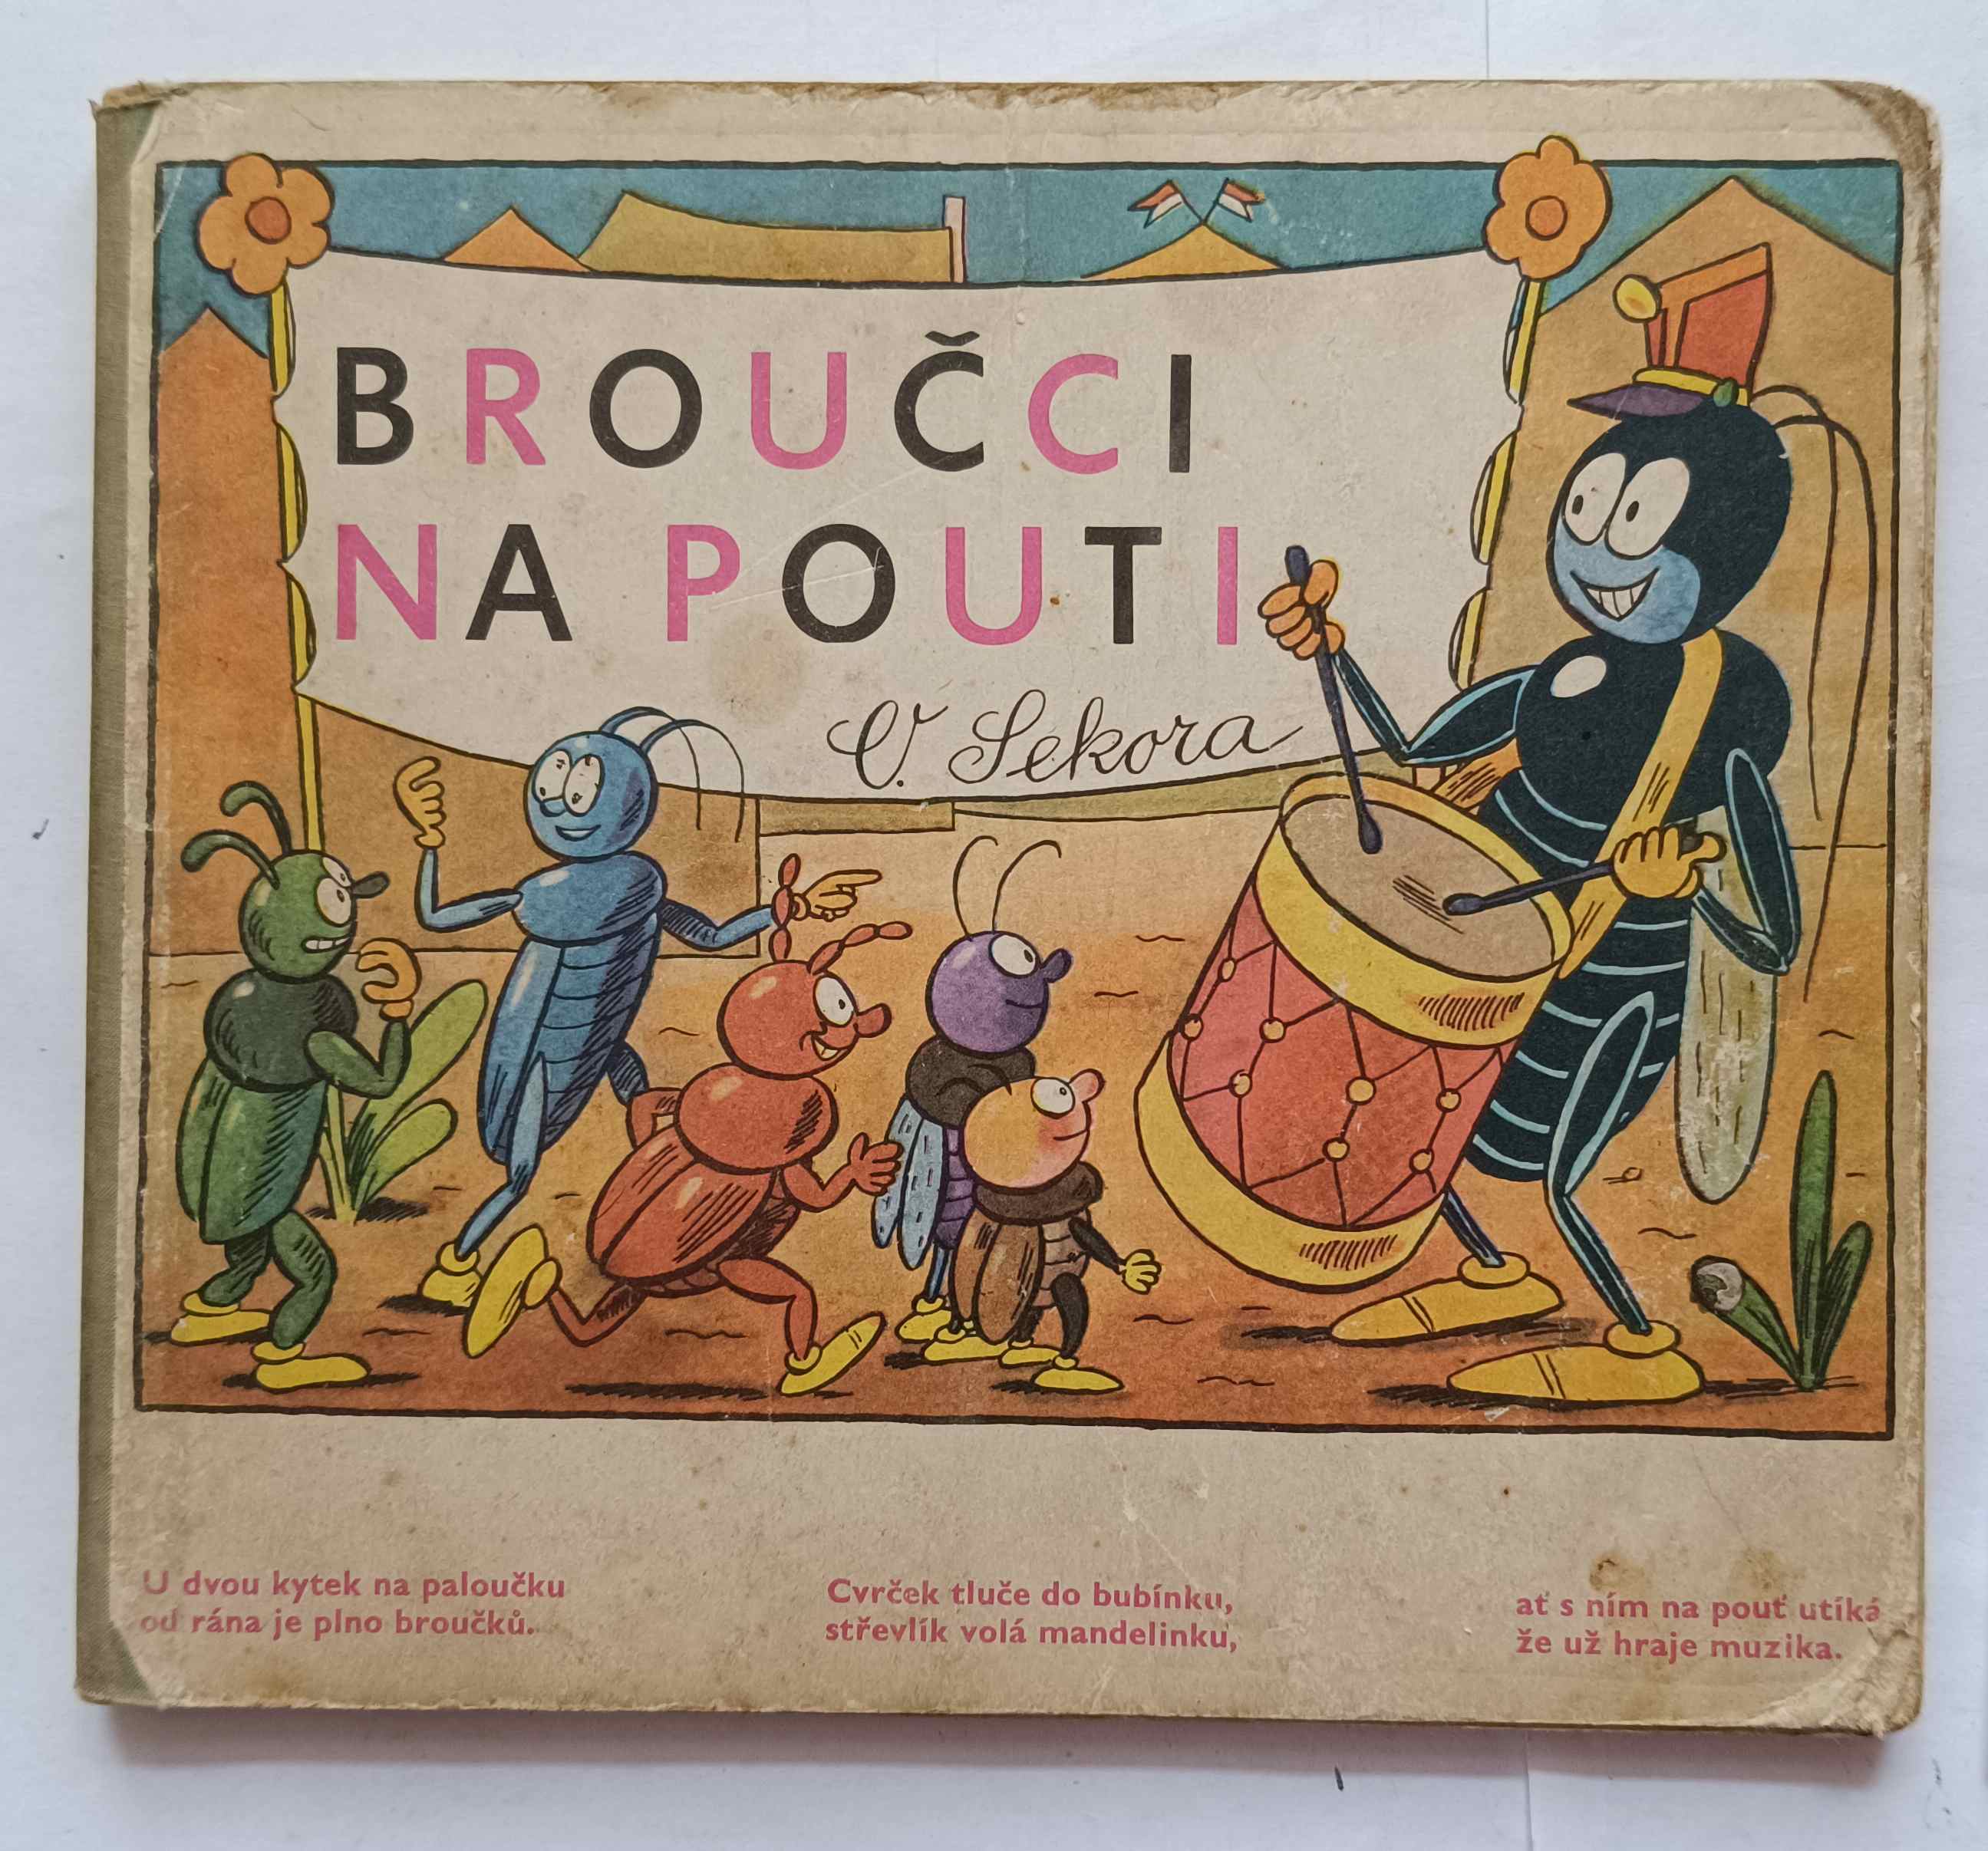 BROUČCI
NA POUTI
O. Sekora
U dvou kytek na paloučku
od rána je plno broučků.
Cvrček tluče do bubínku,
střevlík volá mandelinku,
ať s ním na pouť utíká
že už hraje muzika.